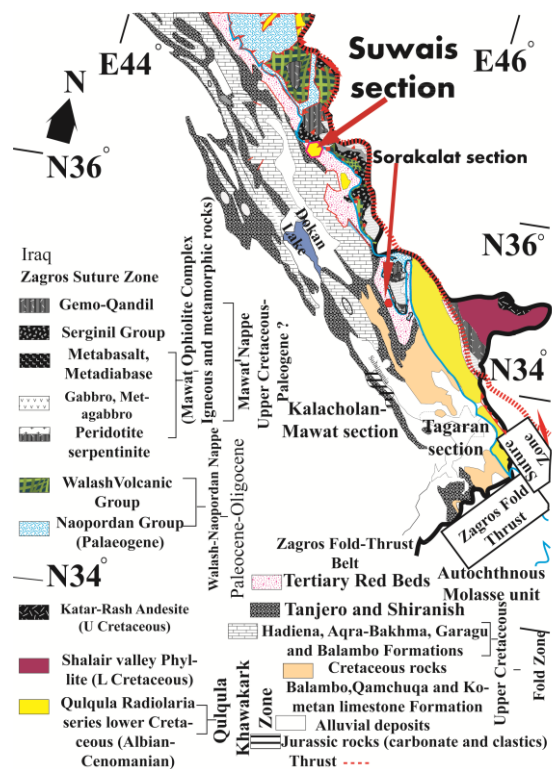 E44°
E46°
Suwais
section
N
N36°
Sorakalat section
Dokan
Lake
N36°
Iraq
Zagros Suture Zone
Gemo-Qandil
Serginil Group
Metabasalt,
Metadiabase
Gabbro, Met-
agabbro
Peridotite
serpentinite
(Mawat Ophiolite Complex
Igneous and metamorphic rocks)
Mawat Nappe
Upper Cretaceous-
Paleogene ?
N34°
Kalacholan-
Mawat section
Tagaran
section
Suture
Zone
Zagros Fold
Thrust
WalashVolcanic
Group
Naopordan Group
(Palaeogene)
Walash-Naopordan Nappe
Paleocene-Oligocene
N34°
Zagros Fold-Thrust
Belt
Autochthnous
Molasse unit
Tertiary Red Beds
Katar-Rash Andesite
(U Cretaceous)
Tanjero and Shiranish
Hadiena, Aqra-Bakhma, Garagu
and Balambo Formations
Shalair valley Phyl-
lite (L Cretaceous)
Cretaceous rocks
Balambo,Qamchuqa and Ko-
metan limestone Formation
Upper Cretaceous
Fold Zone
Qulqula Radiolaria
series lower Creta-
ceous (Albian-
Cenomanian)
Qulqula
Khawakark
Zone
Alluvial deposits
Jurassic rocks (carbonate and clastics)
Thrust